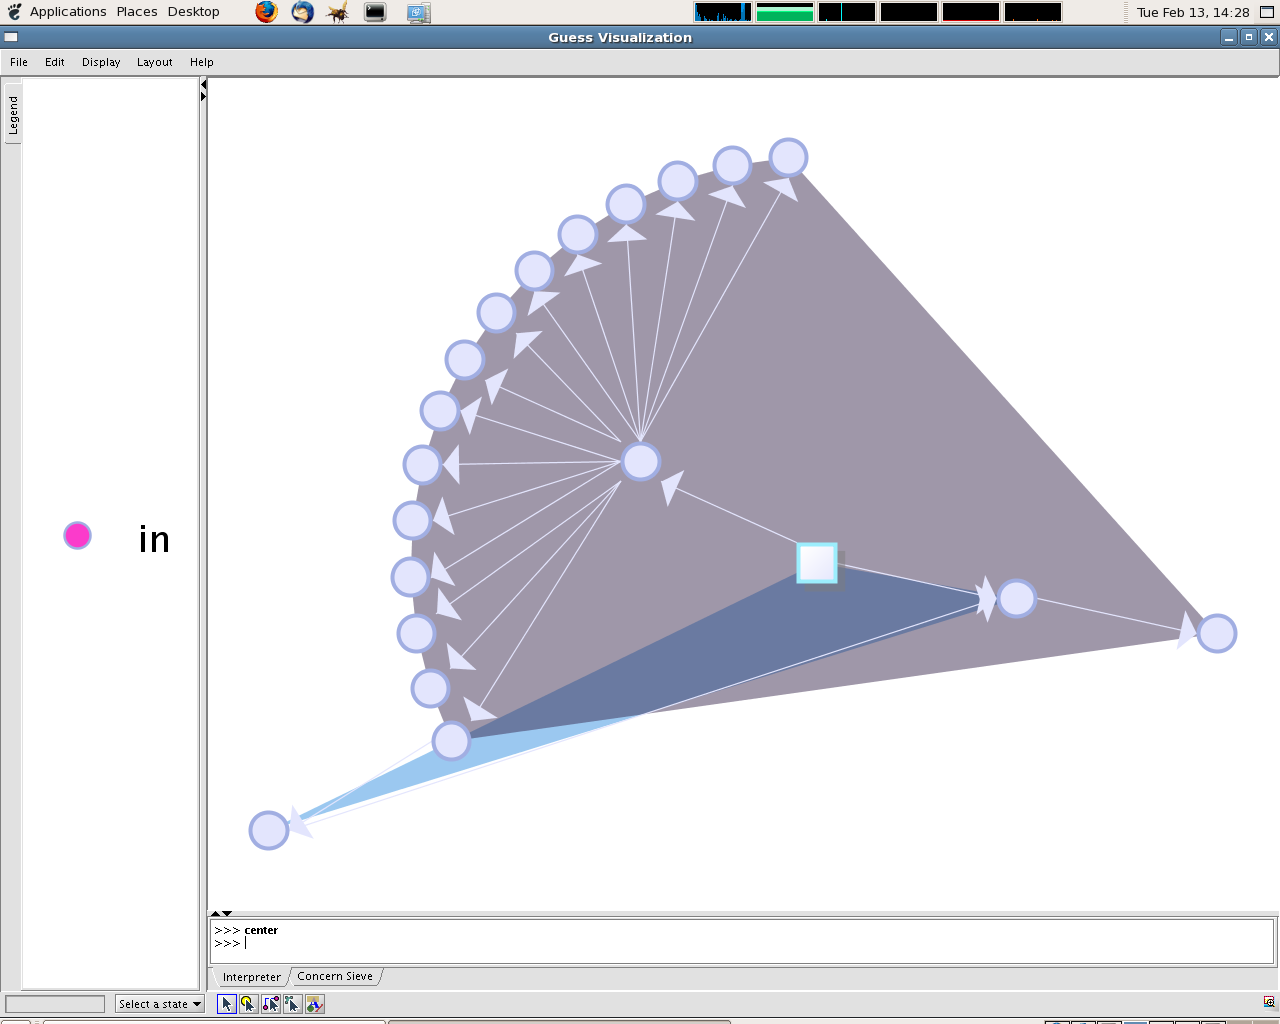 Applications Places Desktop
Tue Feb 13, 14:28
Guess Visualization
File Edit Display Layout Help
Legend
in
>>> center
>>>
Interpreter Concern Sieve
Select a state